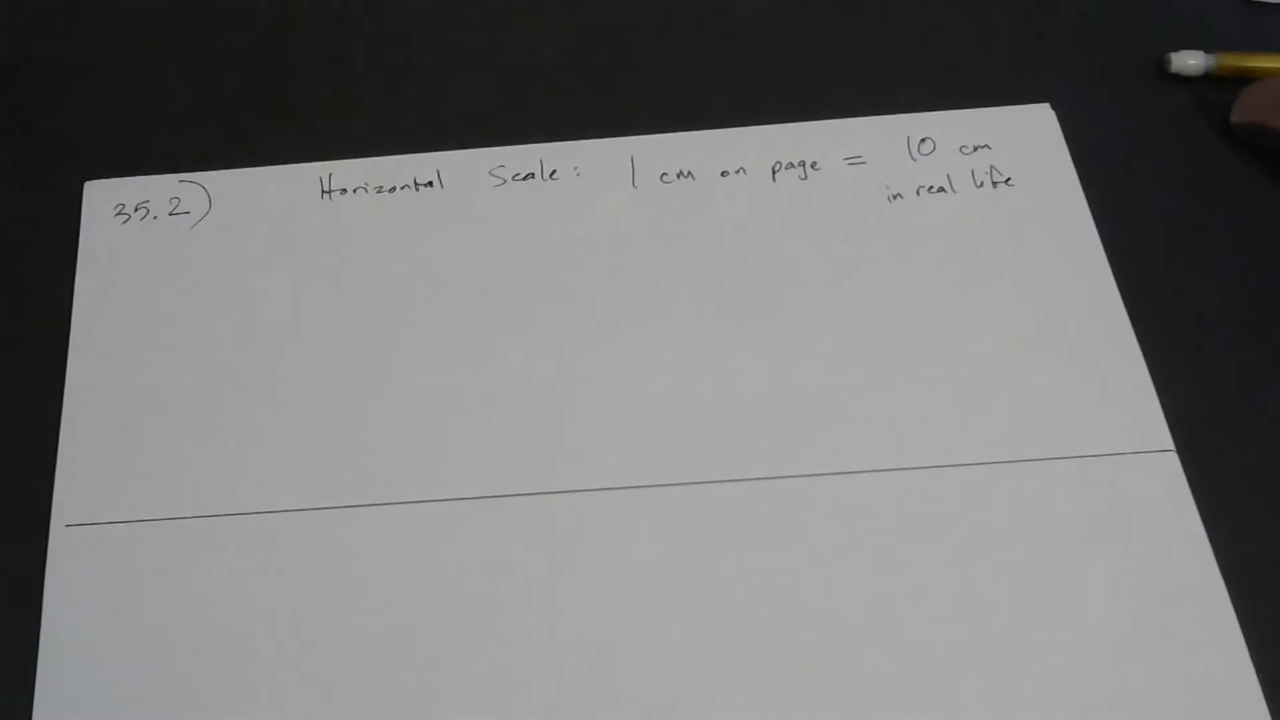 35.2) Horizontal Scale: 1 cm on page = 10 cm
in real life